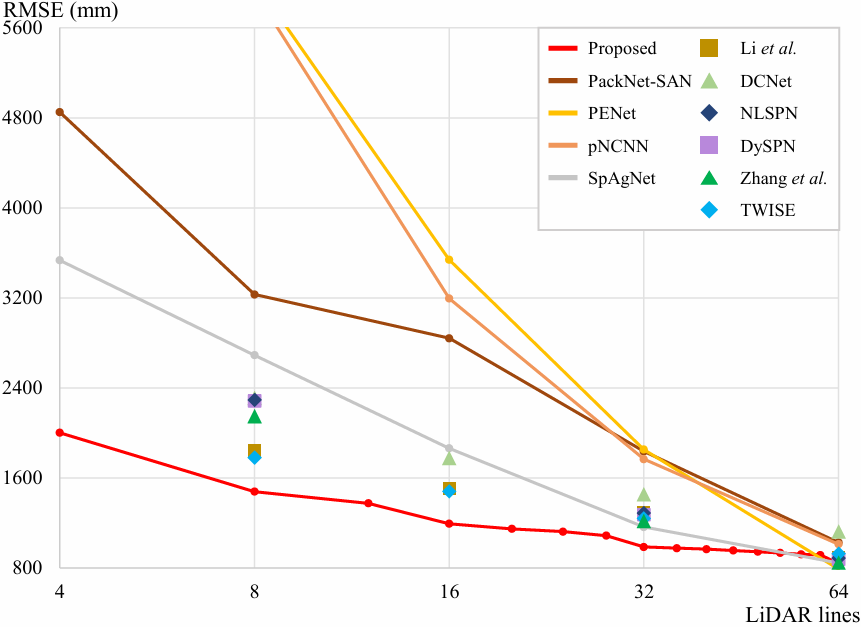 RMSE (mm)
5600
4800
4000
3200
2400
1600
800
4 8 16 32 64
LiDAR lines
Proposed
PackNet-SAN
PENet
pNCNN
SpAgNet
Li et al.
DCNet
NLSPN
DySPN
Zhang et al.
TWISE